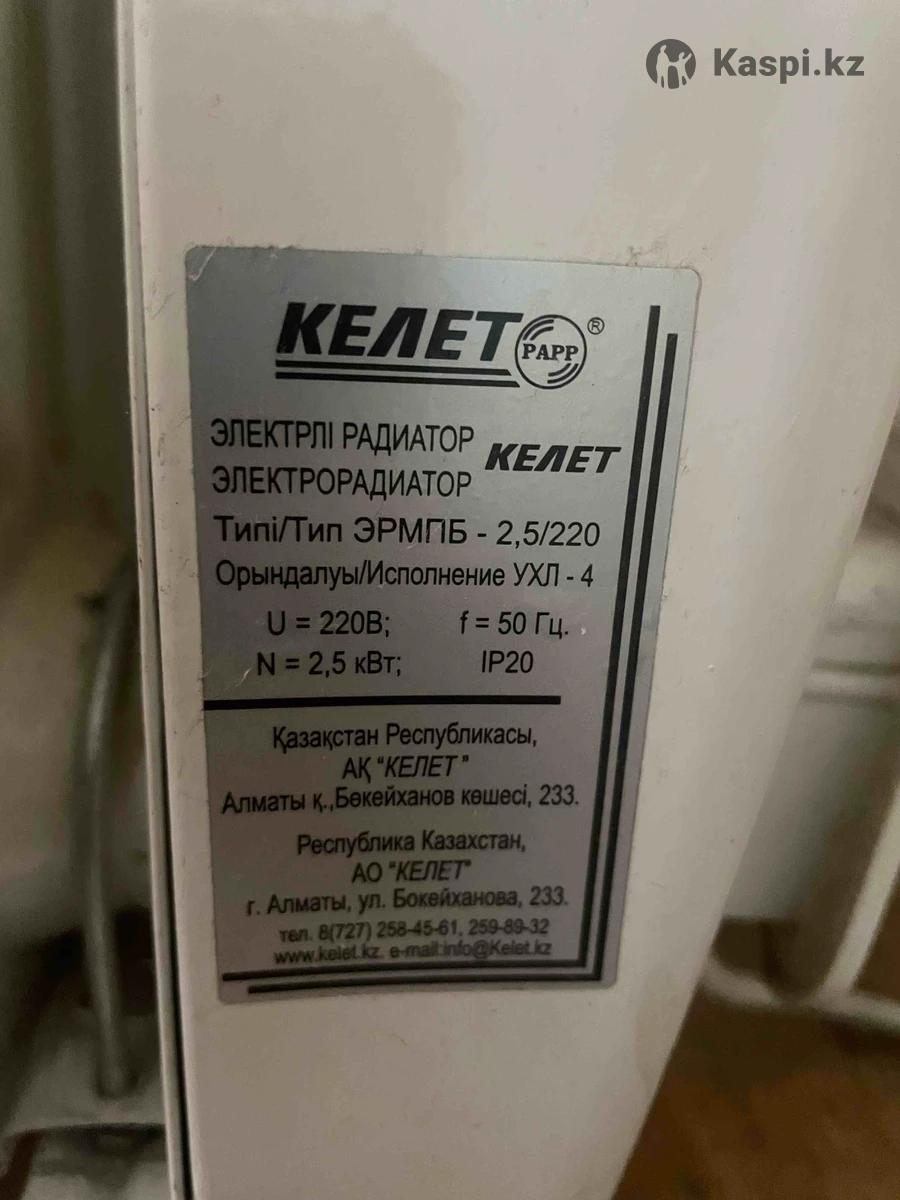 Kaspi.kz
КЕЛЕТ PAPP ®
ЭЛЕКТРЛІ РАДИАТОР КЕЛЕТ
ЭЛЕКТРОРАДИАТОР
Типі/Тип ЭРМПБ - 2,5/220
Орындалуы/Исполнение УХЛ - 4
U = 220В; f = 50 Гц.
N = 2,5 кВт; IP20
Қазақстан Республикасы,
АҚ "КЕЛЕТ"
Алматы қ.,Бөкейханов көшесі, 233.
Республика Казахстан,
АО "КЕЛЕТ"
г. Алматы, ул. Бокейханова, 233.
тел. 8(727) 258-45-61, 259-89-32
www.kelet.kz. e-mail:info@Kelet.kz